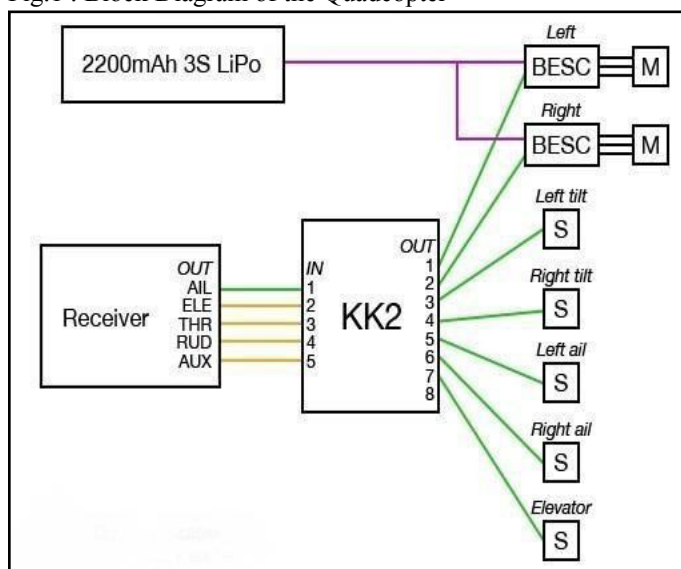 Fig.1 : Block Diagram of the Quadcopter
2200mAh 3S LiPo
Left
BESC
M
Right
BESC
M
Left tilt
S
Right tilt
S
Left ail
S
Right ail
S
Elevator
S
Receiver
OUT
AIL
ELE
THR
RUD
AUX
IN
1
2
3
4
5
KK2
OUT
1
2
3
4
5
6
7
8